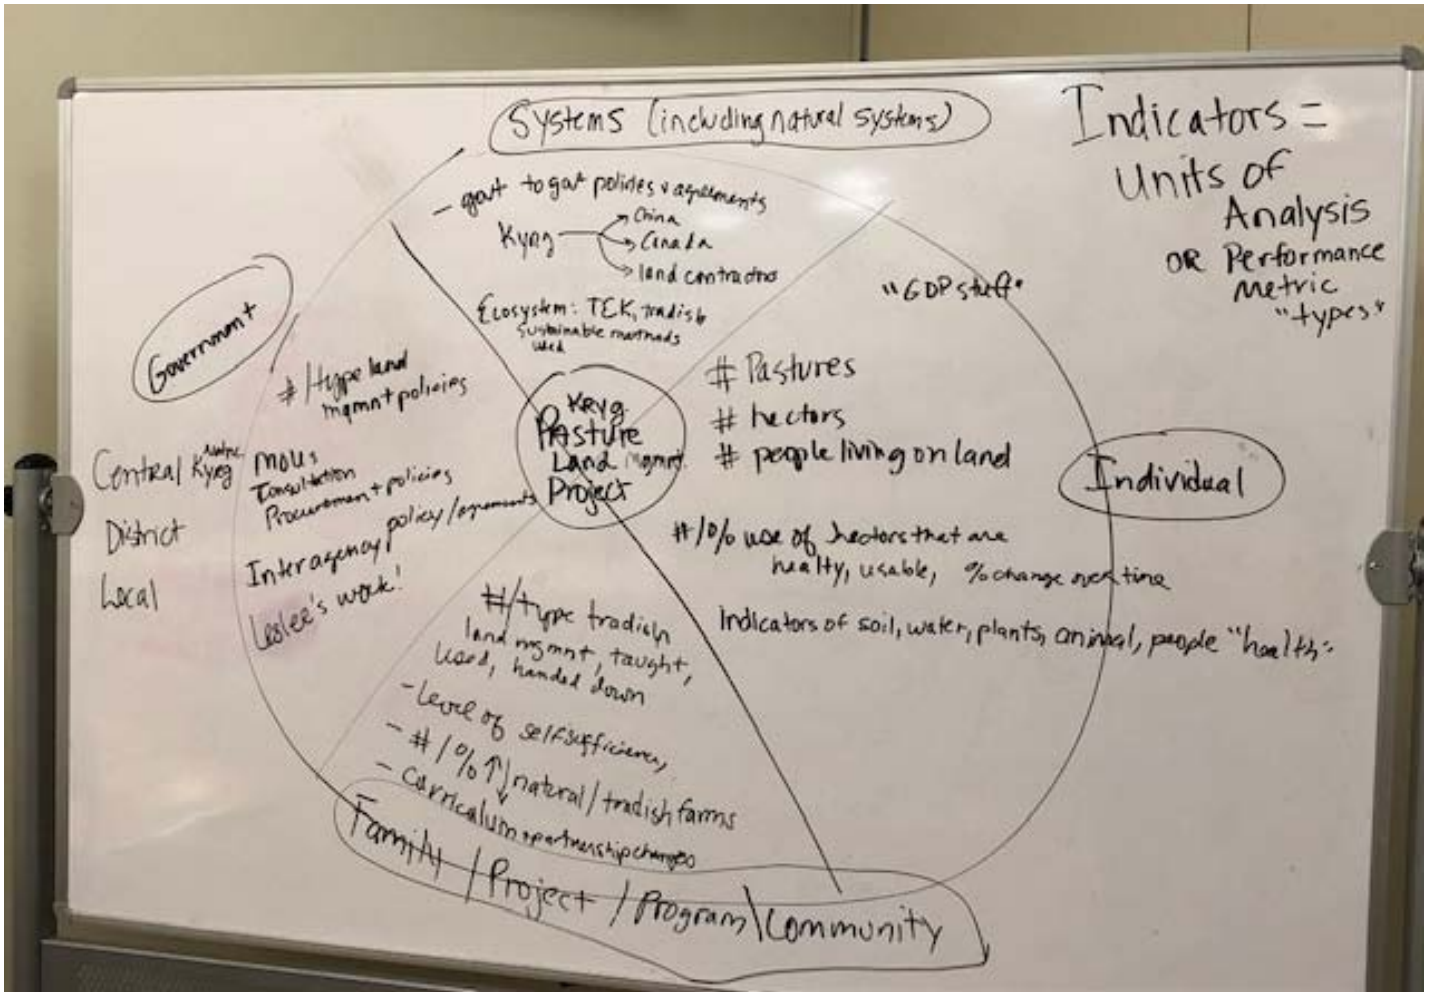 Systems (including natural systems)
- govt to govt policies & agreements
Kyrg
China
Canada
land contractors
Ecosystem: TEK, tradish
sustainable methods
used
Indicators =
Units of
Analysis
OR Performance
Metric
"types"
Government
# / type land
mgmnt policies
Central Kyrg
District
Local
MOUs
Consultation
Procurement policies
Interagency policy / agreements
Leslee's work!
Kryg
Pasture
Land Mgmnt.
Project
"GDP stuff"
# Pastures
# hectors
# people living on land
Individual
# / % use of hectors that are
healty, usable, % change over time
Indicators of soil, water, plants, animal, people "health"
# / type tradish
land mgmnt, taught,
used, handed down
- level of selfsufficiency
- # / % ↑↓ natural / tradish farms
- curriculum + partnership changes
Family / Project / Program \ Community